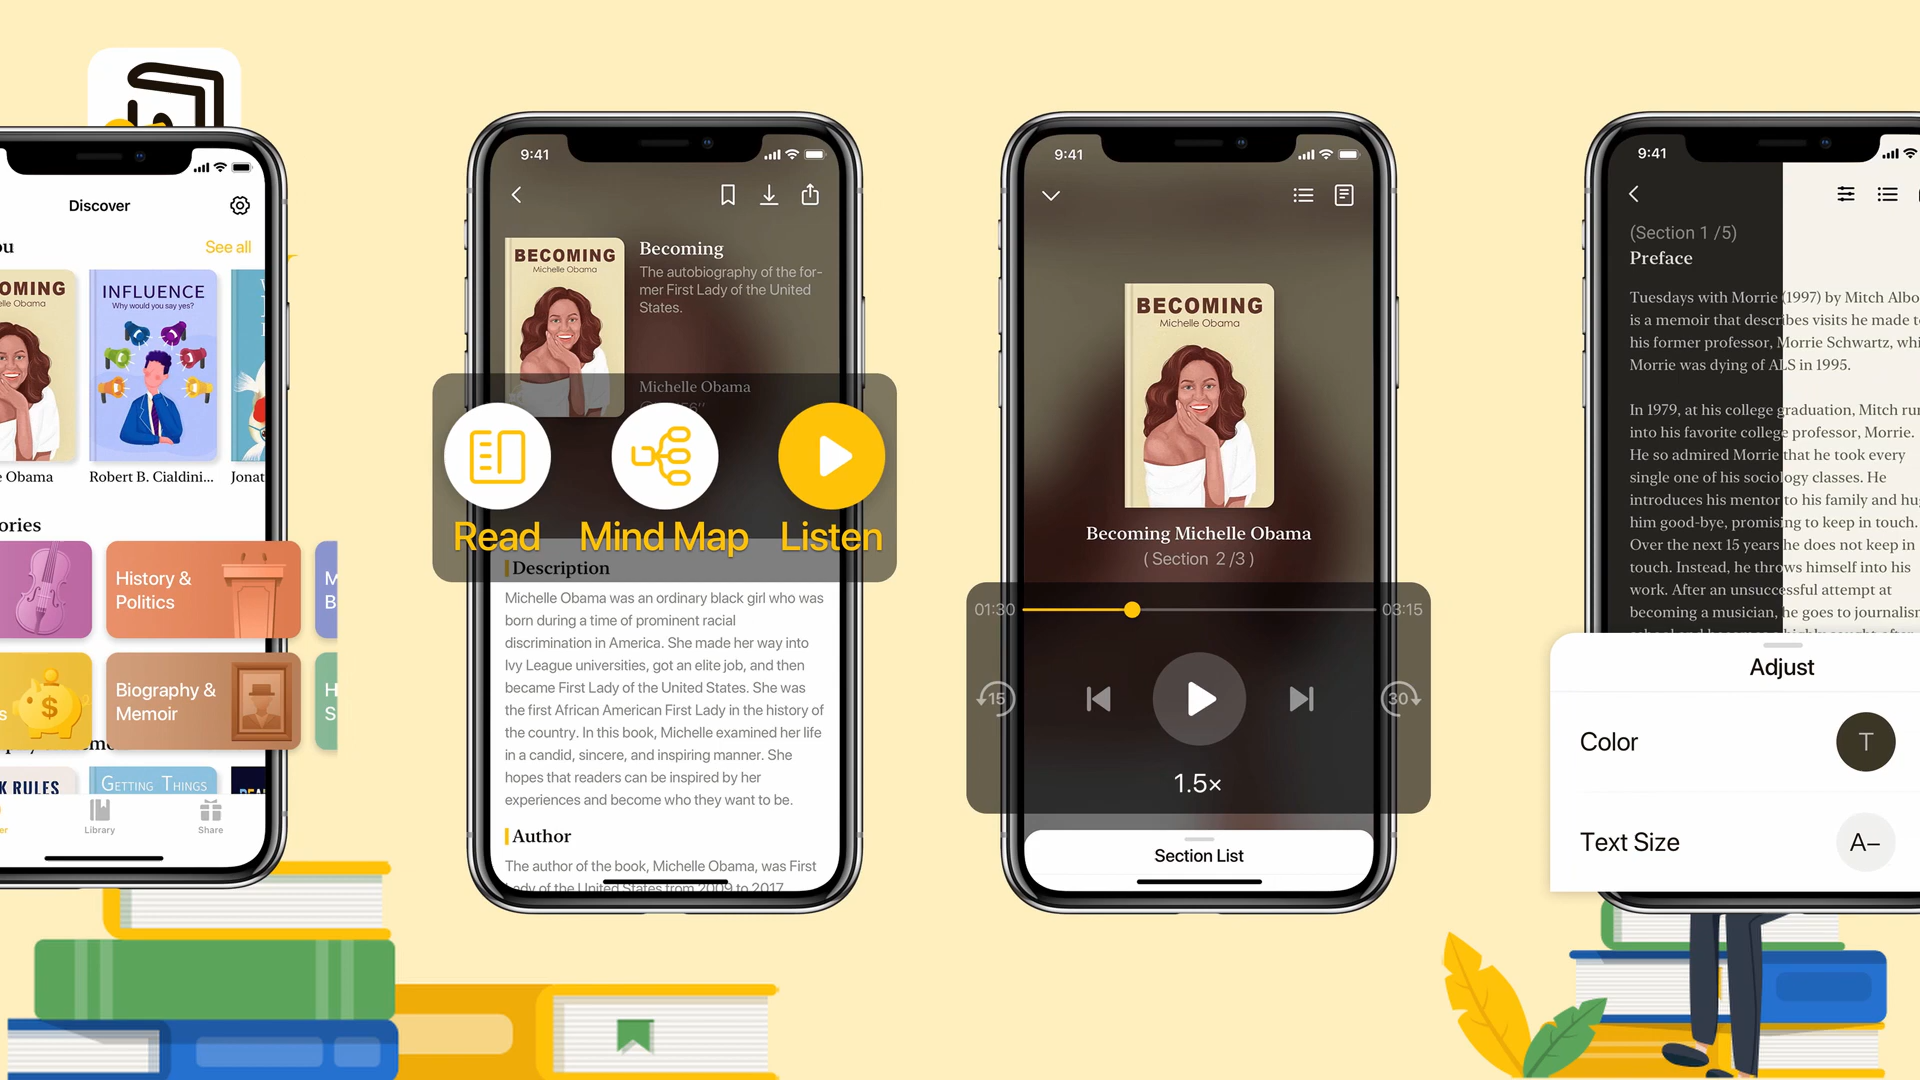 Discover
ou
See all
OMING
elle Obama
INFLUENCE
Why would you say yes?
e Obama
Robert B. Cialdini...
Jonat
ories
History &
Politics
M
B
s
$
Biography &
Memoir
H
S
K RULES
GETTING THINGS
er
Library
Share
9:41
BECOMING
Michelle Obama
Becoming
The autobiography of the for-
mer First Lady of the United
States.
Michelle Obama
Read
Mind Map
Listen
Description
Michelle Obama was an ordinary black girl who was
born during a time of prominent racial
discrimination in America. She made her way into
Ivy League universities, got an elite job, and then
became First Lady of the United States. She was
the first African American First Lady in the history of
the country. In this book, Michelle examined her life
in a candid, sincere, and inspiring manner. She
hopes that readers can be inspired by her
experiences and become who they want to be.
Author
The author of the book, Michelle Obama, was First
Lady of the United States from 2009 to 2017
9:41
BECOMING
Michelle Obama
Becoming Michelle Obama
( Section 2 /3 )
01:30
03:15
15
30
1.5×
Section List
9:41
(Section 1 /5)
Preface
Tuesdays with Morrie (1997) by Mitch Albo
is a memoir that describes visits he made t
his former professor, Morrie Schwartz, whi
Morrie was dying of ALS in 1995.
In 1979, at his college graduation, Mitch ru
into his favorite college professor, Morrie.
He so admired Morrie that he took every
single one of his sociology classes. He
introduces his mentor to his family and hu
him good-bye, promising to keep in touch.
Over the next 15 years he does not keep in
touch. Instead, he throws himself into his
work. After an unsuccessful attempt at
becoming a musician, he goes to journalism
Adjust
Color
T
Text Size
A–